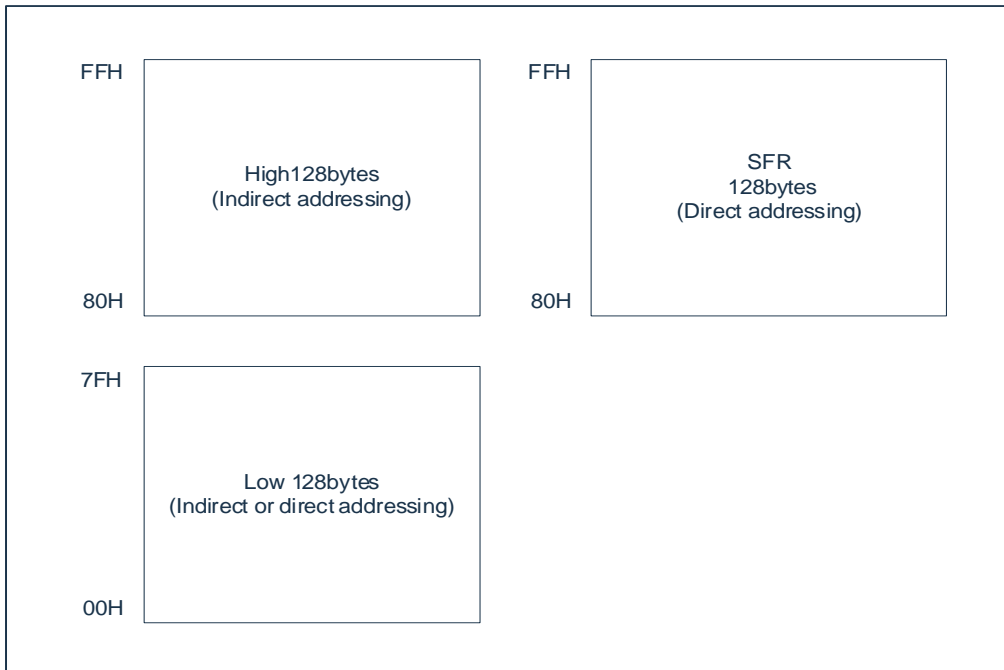 FFH
High128bytes
(Indirect addressing)
80H
FFH
SFR
128bytes
(Direct addressing)
80H
7FH
Low 128bytes
(Indirect or direct addressing)
00H